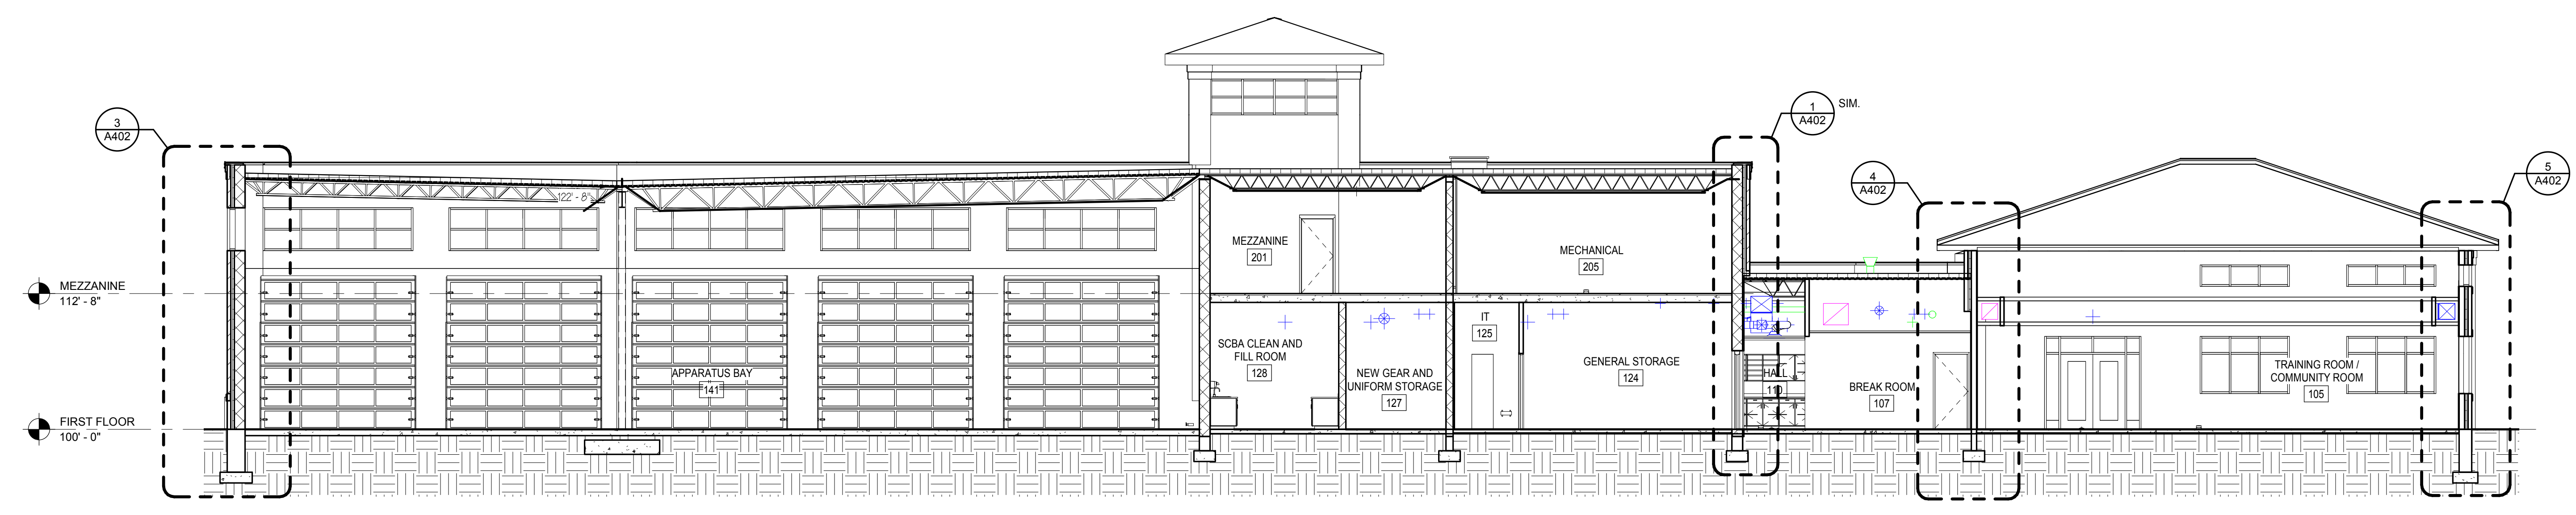 3
A402
1
A402
SIM.
4
A402
5
A402
122' - 8"
MEZZANINE
201
MECHANICAL
205
MEZZANINE
112' - 8"
IT
125
SCBA CLEAN AND
FILL ROOM
128
GENERAL STORAGE
124
NEW GEAR AND
UNIFORM STORAGE
127
APPARATUS BAY
141
HALL
110
BREAK ROOM
107
TRAINING ROOM /
COMMUNITY ROOM
105
FIRST FLOOR
100' - 0"